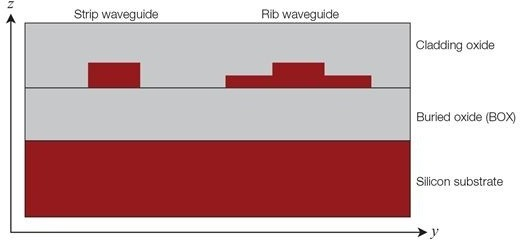 z
Strip waveguide
Rib waveguide
Cladding oxide
Buried oxide (BOX)
Silicon substrate
y